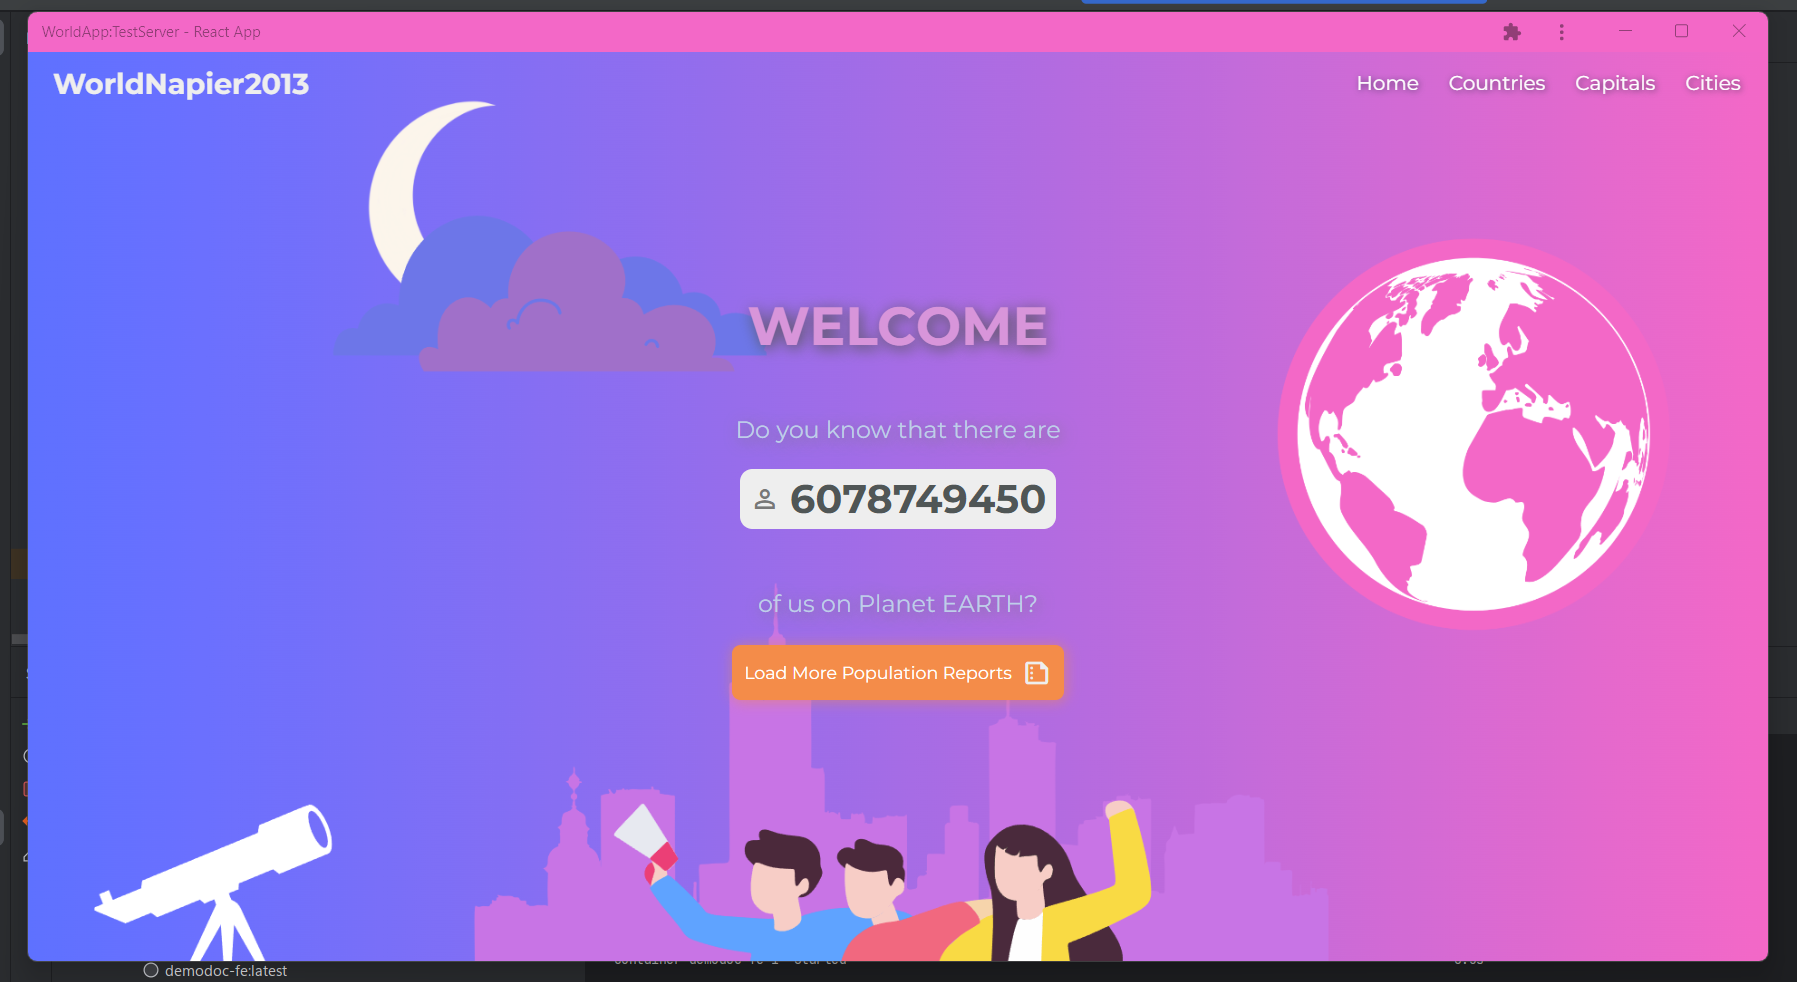 WorldApp:TestServer - React App
WorldNapier2013
Home Countries Capitals Cities
WELCOME
Do you know that there are
6078749450
of us on Planet EARTH?
Load More Population Reports
demodoc-fe:latest